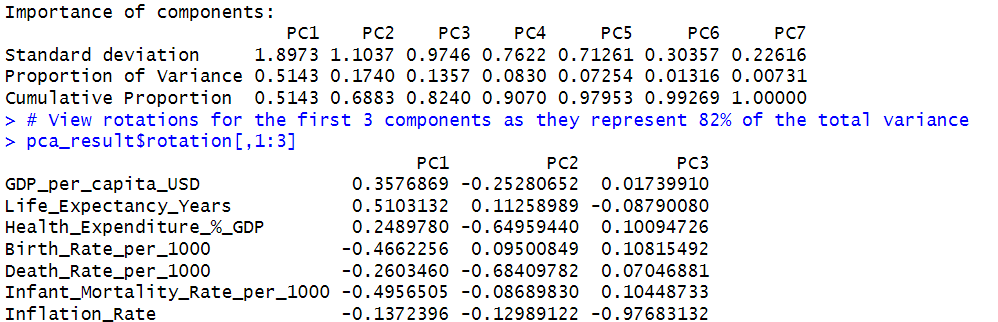 Importance of components:
                          PC1    PC2    PC3    PC4     PC5     PC6     PC7
Standard deviation     1.8973 1.1037 0.9746 0.7622 0.71261 0.30357 0.22616
Proportion of Variance 0.5143 0.1740 0.1357 0.0830 0.07254 0.01316 0.00731
Cumulative Proportion  0.5143 0.6883 0.8240 0.9070 0.97953 0.99269 1.00000
> # View rotations for the first 3 components as they represent 82% of the total variance
> pca_result$rotation[,1:3]
                                  PC1         PC2         PC3
GDP_per_capita_USD              0.3576869 -0.25280652  0.01739910
Life_Expectancy_Years           0.5103132  0.11258989 -0.08790080
Health_Expenditure_%_GDP        0.2489780 -0.64959440  0.10094726
Birth_Rate_per_1000            -0.4662256  0.09500849  0.10815492
Death_Rate_per_1000            -0.2603460 -0.68409782  0.07046881
Infant_Mortality_Rate_per_1000 -0.4956505 -0.08689830  0.10448733
Inflation_Rate                 -0.1372396 -0.12989122 -0.97683132